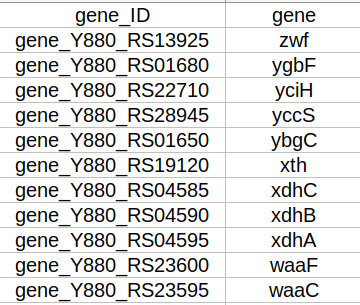 gene_ID gene
gene_Y880_RS13925 zwf
gene_Y880_RS01680 ygbF
gene_Y880_RS22710 yciH
gene_Y880_RS28945 yccS
gene_Y880_RS01650 ybgC
gene_Y880_RS19120 xth
gene_Y880_RS04585 xdhC
gene_Y880_RS04590 xdhB
gene_Y880_RS04595 xdhA
gene_Y880_RS23600 waaF
gene_Y880_RS23595 waaC